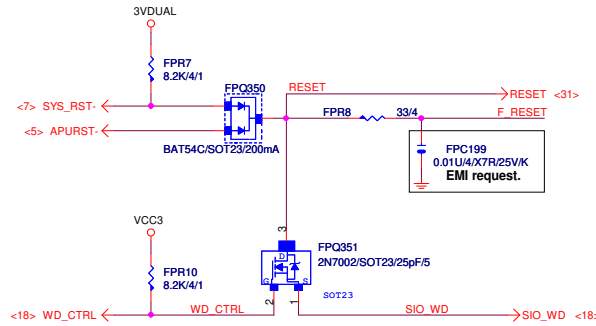 3VDUAL
FPR7
8.2K/4/1
FPQ350
RESET
<7> SYS_RST-
RESET <31>
FPR8
33/4
F_RESET
<5> APURST-
BAT54C/SOT23/200mA
FPC199
0.01U/4/X7R/25V/K
EMI request.
VCC3
3
FPQ351
D
2N7002/SOT23/25pF/5
FPR10
8.2K/4/1
G
S
SOT23
2
1
<18> WD_CTRL
WD_CTRL
SIO_WD
SIO_WD <18: